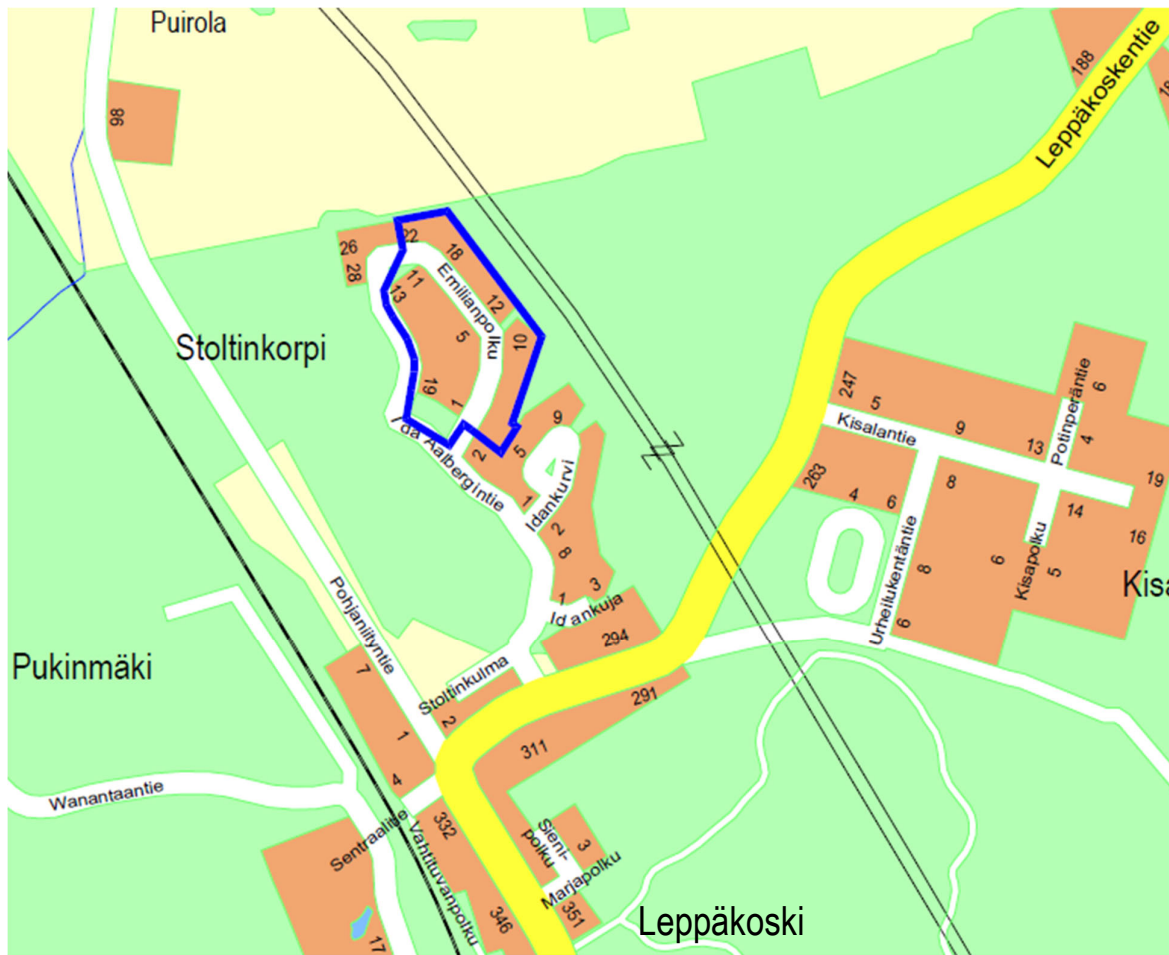 Puirola
Leppäkoskentie
188
98
26
28
22
18
12
10
Emilianpolku
11
13
5
19
1
Stoltinkorpi
Ida Aalbergintie
2
5
9
1
Idankurvi
2
8
3
1
Idankuja
294
247
5
9
13
Kisalantie
Potinperäntie
6
4
19
263
4
6
8
14
16
Kisapolku
5
6
8
6
Urheilukentäntie
Kisa
Pohjaniityntie
Pukinmäki
7
1
4
Stoltinkulma
2
291
311
Wanantaantie
Sentraalitie
332
Vahtituvanpolku
346
17
Sieni-
polku
3
Marjapolku
351
Leppäkoski